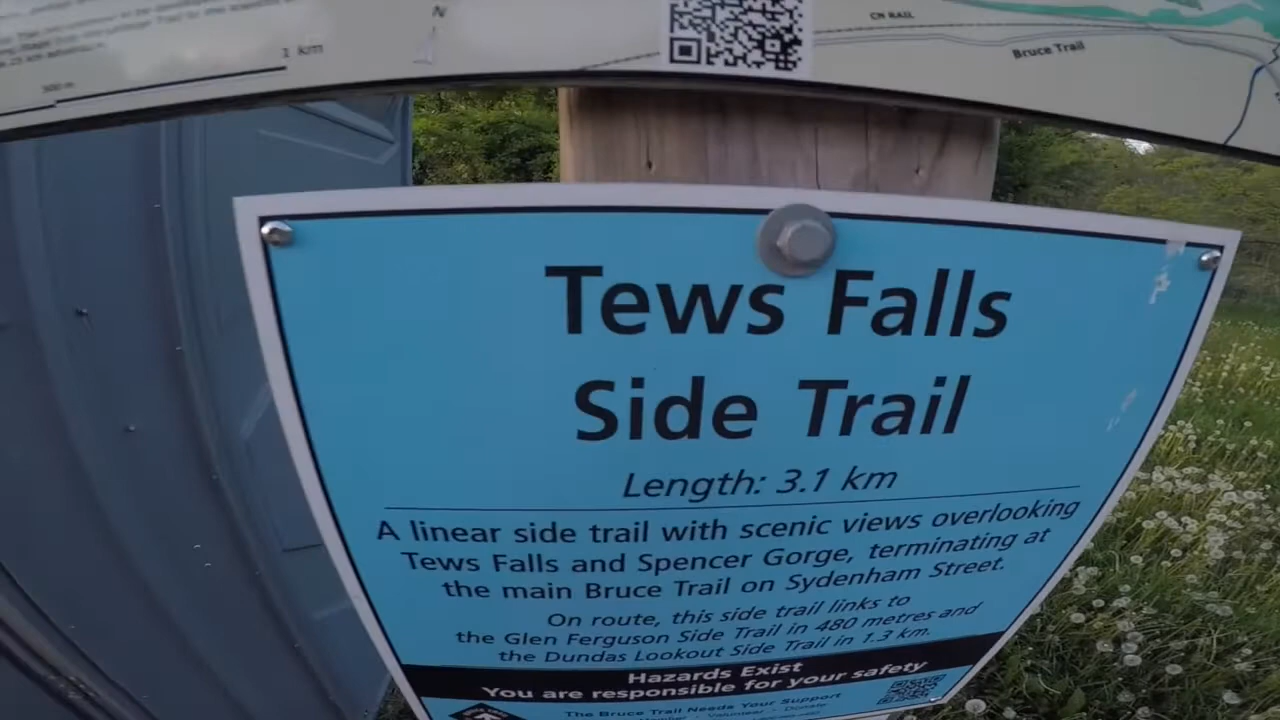 1 km
500 m
N
CN RAIL
Bruce Trail
Tews Falls
Side Trail
Length: 3.1 km
A linear side trail with scenic views overlooking
Tews Falls and Spencer Gorge, terminating at
the main Bruce Trail on Sydenham Street.
On route, this side trail links to
the Glen Ferguson Side Trail in 480 metres and
the Dundas Lookout Side Trail in 1.3 km.
Hazards Exist
You are responsible for your safety
The Bruce Trail Needs Your Support
Volunteer · Donate